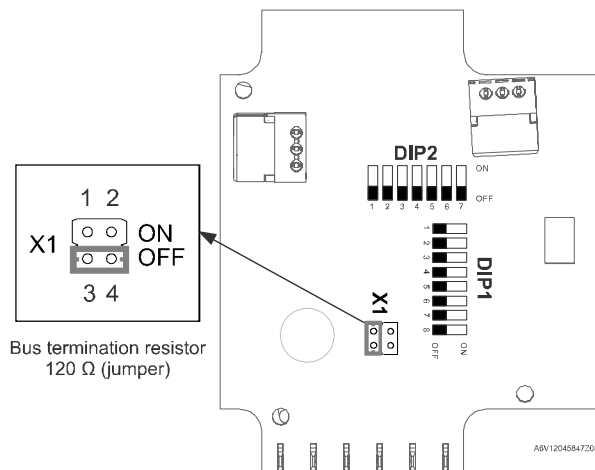 DIP2
ON
OFF
1 2 3 4 5 6 7
1 2
X1 ON
OFF
3 4
Bus termination resistor
120 Ω (jumper)
1
2
3
4
5
6
7
8
DIP1
X1
OFF
ON